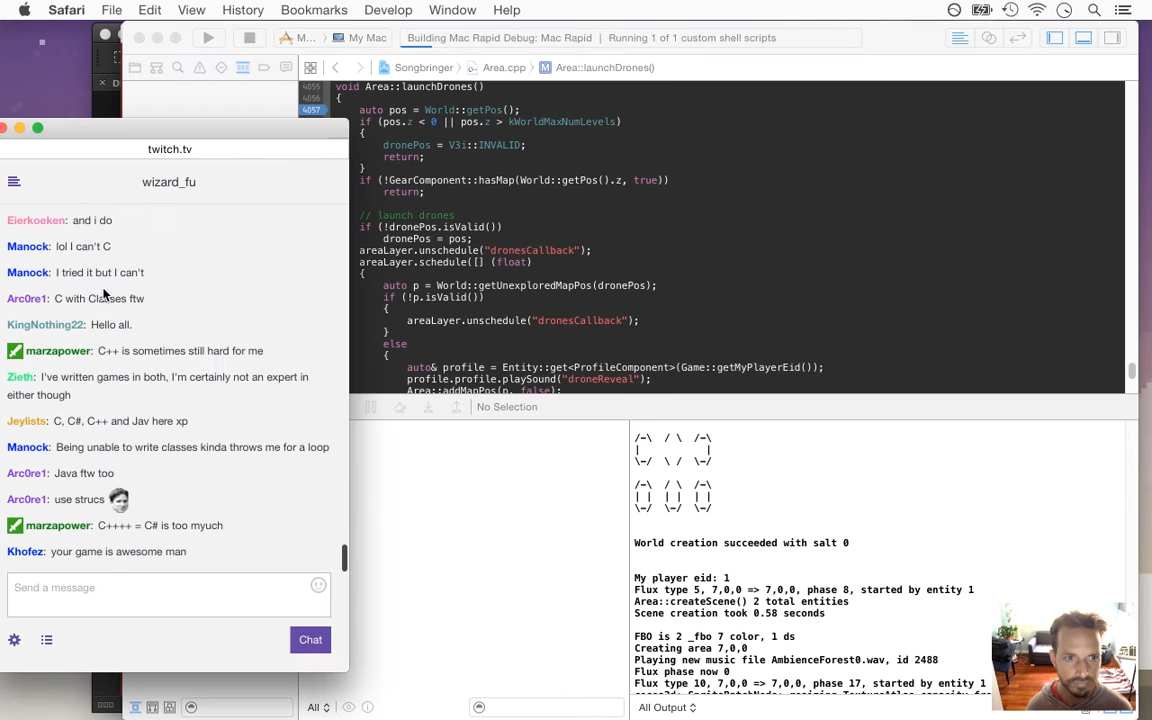 Safari File Edit View History Bookmarks Develop Window Help
M... My Mac Building Mac Rapid Debug: Mac Rapid | Running 1 of 1 custom shell scripts
Songbringer Area.cpp Area::launchDrones()
4055 void Area::launchDrones()
4056 {
4057 auto pos = World::getPos();
if (pos.z < 0 || pos.z > kWorldMaxNumLevels)
{
dronePos = V3i::INVALID;
return;
}
if (!GearComponent::hasMap(World::getPos().z, true))
return;
// launch drones
if (!dronePos.isValid())
dronePos = pos;
areaLayer.unschedule("dronesCallback");
areaLayer.schedule([] (float)
{
auto p = World::getUnexploredMapPos(dronePos);
if (!p.isValid())
{
areaLayer.unschedule("dronesCallback");
}
else
{
auto& profile = Entity::get<ProfileComponent>(Game::getMyPlayerEid());
profile.profile.playSound("droneReveal");
Area::addMapPos(p, false);
twitch.tv
wizard_fu
Eierkoeken: and i do
Manock: lol I can't C
Manock: I tried it but I can't
Arc0re1: C with Classes ftw
KingNothing22: Hello all.
marzapower: C++ is sometimes still hard for me
Zieth: I've written games in both, I'm certainly not an expert in
either though
Jeylists: C, C#, C++ and Jav here xp
Manock: Being unable to write classes kinda throws me for a loop
Arc0re1: Java ftw too
Arc0re1: use strucs
marzapower: C++++ = C# is too myuch
Khofez: your game is awesome man
Send a message
Chat
No Selection
/-\ / \ /-\
| |
\-/ \ / \-/
/-\ / \ /-\
| | | | | |
\-/ \-/ \-/
World creation succeeded with salt 0
My player eid: 1
Flux type 5, 7,0,0 => 7,0,0, phase 8, started by entity 1
Area::createScene() 2 total entities
Scene creation took 0.58 seconds
FBO is 2 _fbo 7 color, 1 ds
Creating area 7,0,0
Playing new music file AmbienceForest0.wav, id 2488
Flux phase now 0
Flux type 10, 7,0,0 => 7,0,0, phase 17, started by entity 1
All
All Output